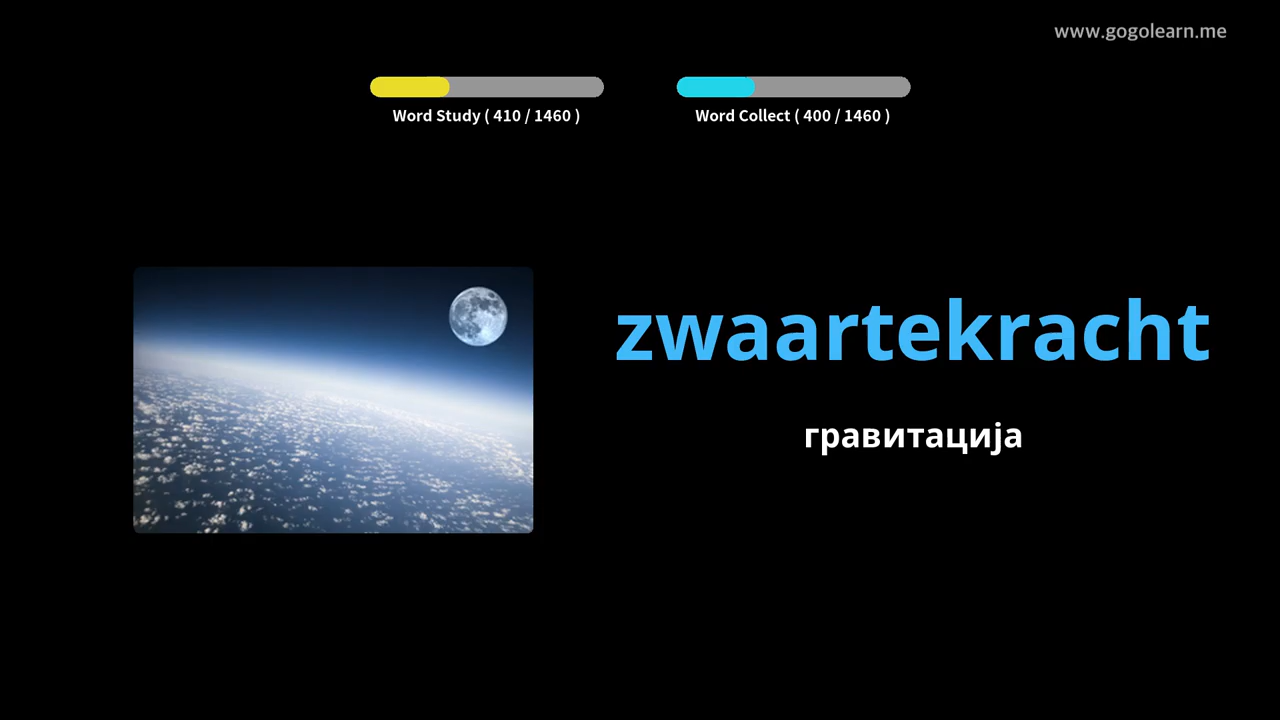 www.gogolearn.me
Word Study ( 410 / 1460 )
Word Collect ( 400 / 1460 )
zwaartekracht
гравитација